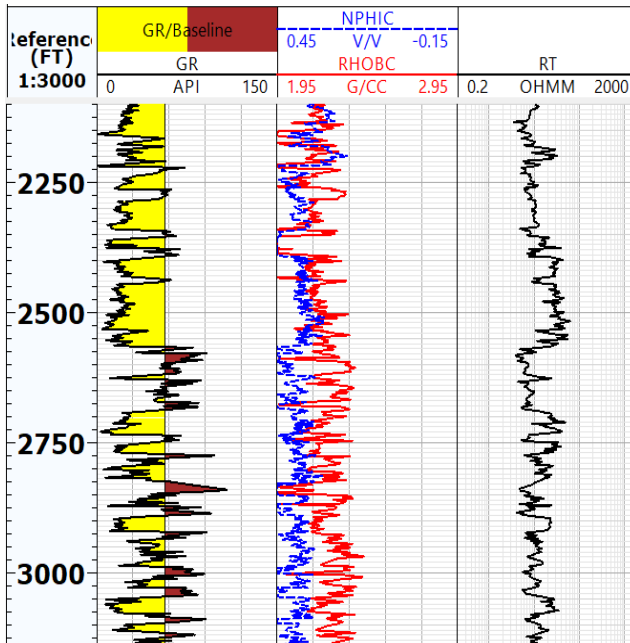 Reference
(FT)
1:3000
GR/Baseline
GR
0 API 150
NPHIC
0.45 V/V -0.15
RHOBC
1.95 G/CC 2.95
RT
0.2 OHMM 2000
2250
2500
2750
3000